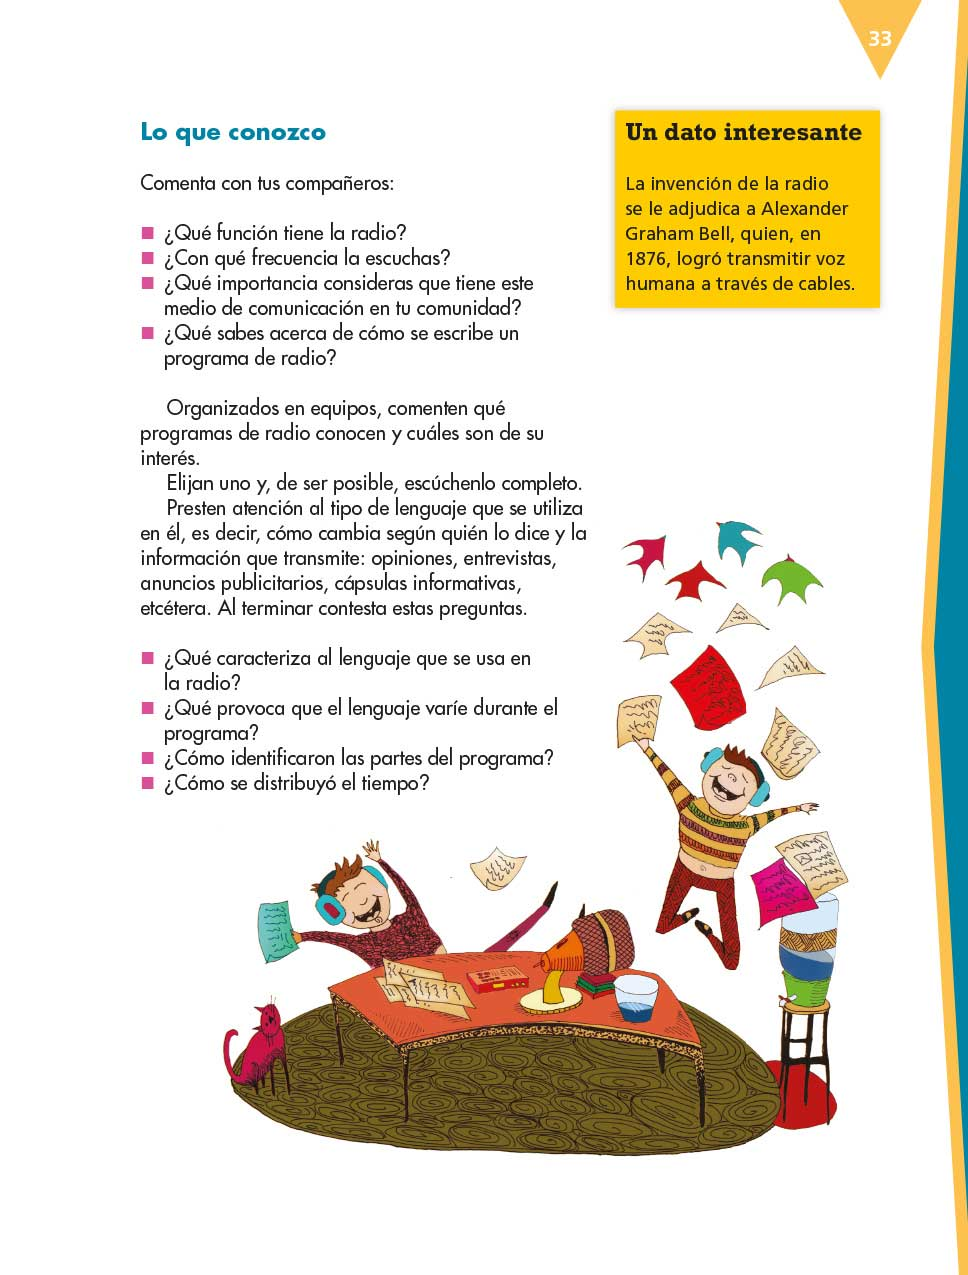 33
Lo que conozco
Comenta con tus compañeros:
¿Qué función tiene la radio?
¿Con qué frecuencia la escuchas?
¿Qué importancia consideras que tiene este
medio de comunicación en tu comunidad?
¿Qué sabes acerca de cómo se escribe un
programa de radio?
Organizados en equipos, comenten qué
programas de radio conocen y cuáles son de su
interés.
Elijan uno y, de ser posible, escúchenlo completo.
Presten atención al tipo de lenguaje que se utiliza
en él, es decir, cómo cambia según quién lo dice y la
información que transmite: opiniones, entrevistas,
anuncios publicitarios, cápsulas informativas,
etcétera. Al terminar contesta estas preguntas.
¿Qué caracteriza al lenguaje que se usa en
la radio?
¿Qué provoca que el lenguaje varíe durante el
programa?
¿Cómo identificaron las partes del programa?
¿Cómo se distribuyó el tiempo?
Un dato interesante
La invención de la radio
se le adjudica a Alexander
Graham Bell, quien, en
1876, logró transmitir voz
humana a través de cables.